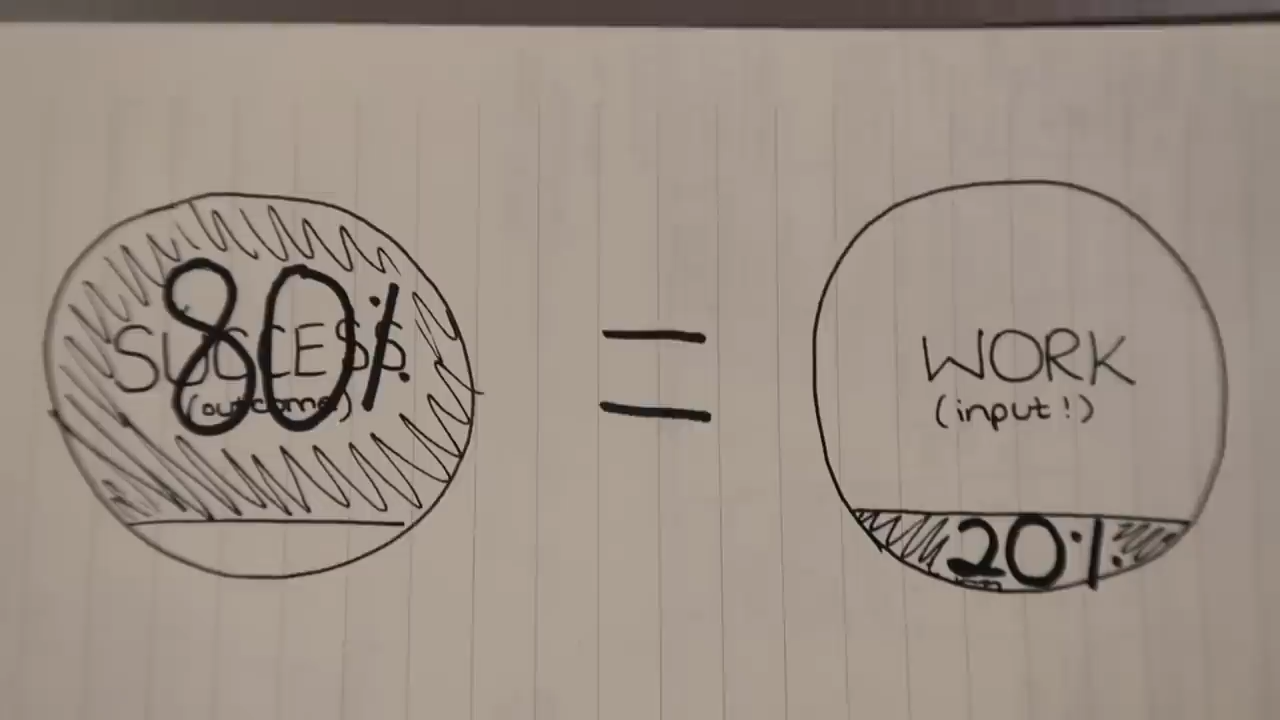 80%
SUCCESS
(outcome)
=
WORK
(input!)
20%